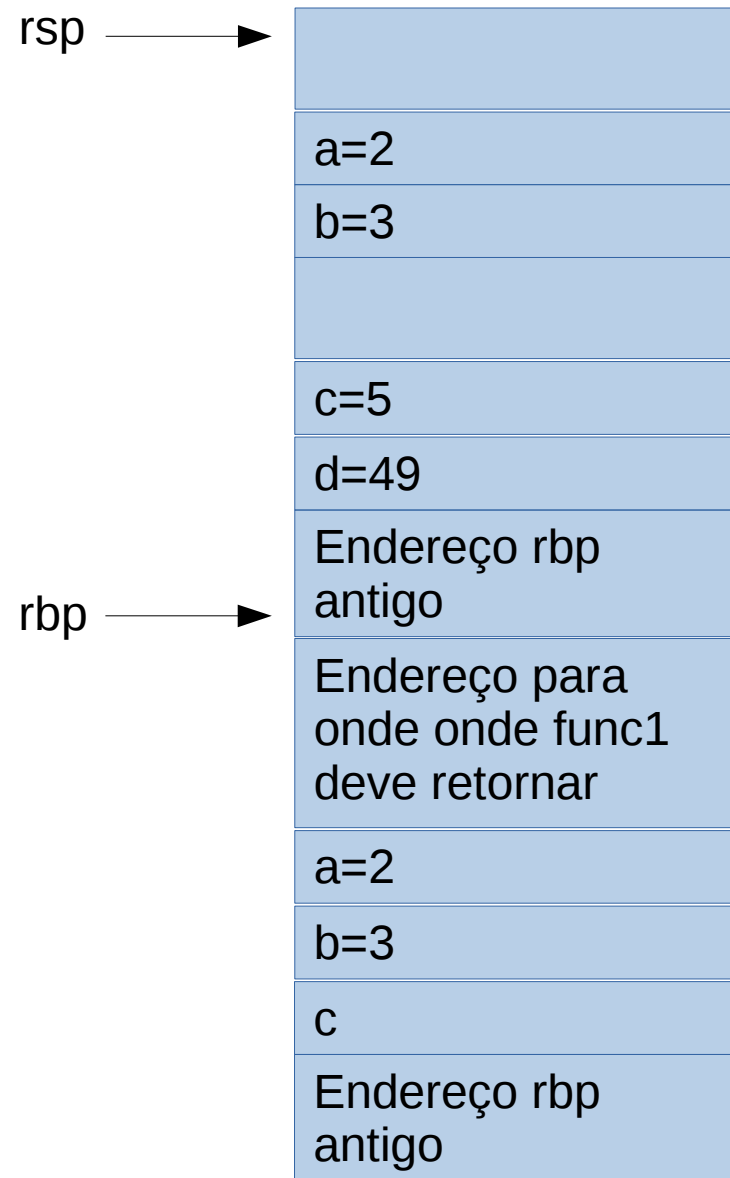 rsp
a=2
b=3
c=5
d=49
Endereço rbp
antigo
rbp
Endereço para
onde onde func1
deve retornar
a=2
b=3
c
Endereço rbp
antigo